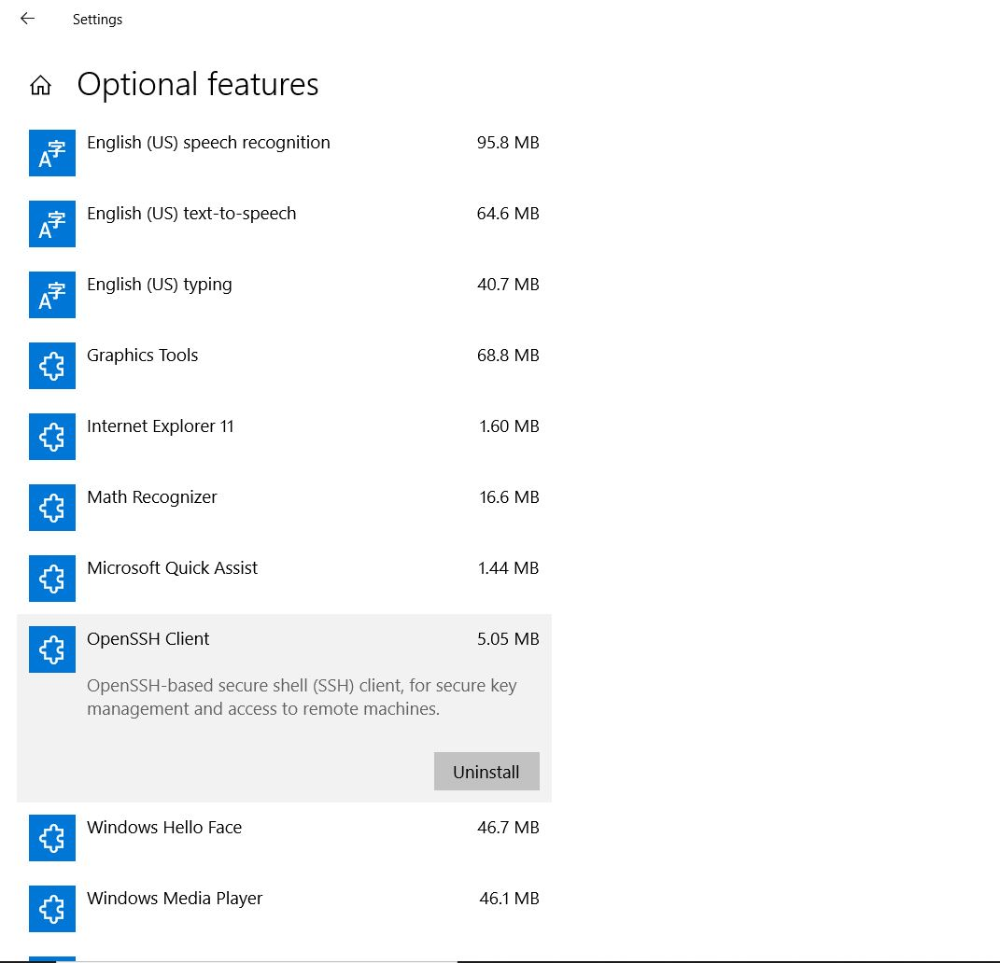 Settings
Optional features
English (US) speech recognition 95.8 MB
English (US) text-to-speech 64.6 MB
English (US) typing 40.7 MB
Graphics Tools 68.8 MB
Internet Explorer 11 1.60 MB
Math Recognizer 16.6 MB
Microsoft Quick Assist 1.44 MB
OpenSSH Client 5.05 MB
OpenSSH-based secure shell (SSH) client, for secure key
management and access to remote machines.
Uninstall
Windows Hello Face 46.7 MB
Windows Media Player 46.1 MB